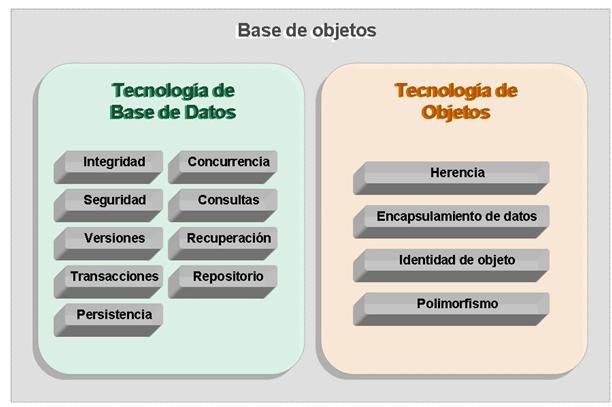 Base de objetos
Tecnología de
Base de Datos
Integridad
Concurrencia
Seguridad
Consultas
Versiones
Recuperación
Transacciones
Repositorio
Persistencia
Tecnología de
Objetos
Herencia
Encapsulamiento de datos
Identidad de objeto
Polimorfismo